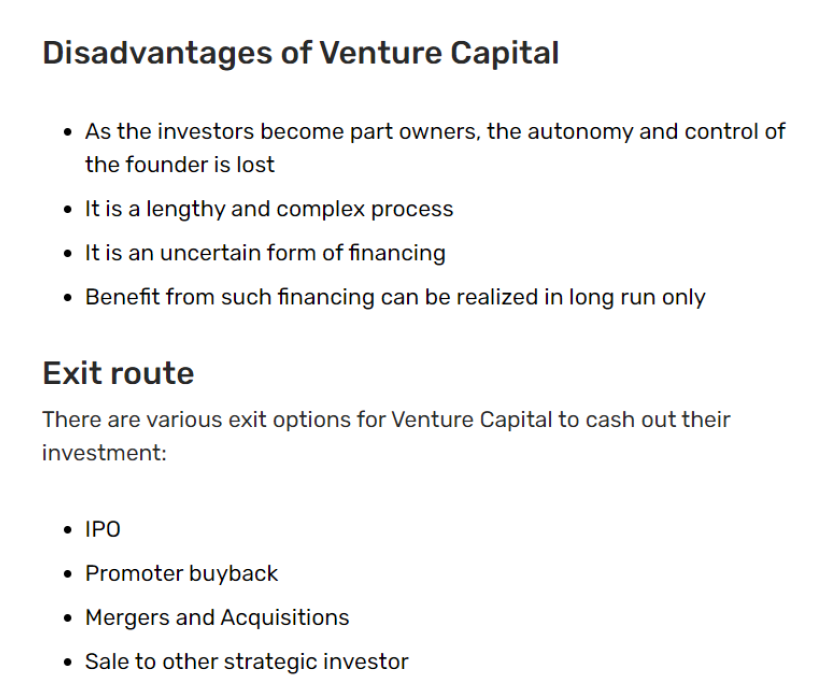 Disadvantages of Venture Capital
• As the investors become part owners, the autonomy and control of
the founder is lost
• It is a lengthy and complex process
• It is an uncertain form of financing
• Benefit from such financing can be realized in long run only
Exit route
There are various exit options for Venture Capital to cash out their
investment:
• IPO
• Promoter buyback
• Mergers and Acquisitions
• Sale to other strategic investor